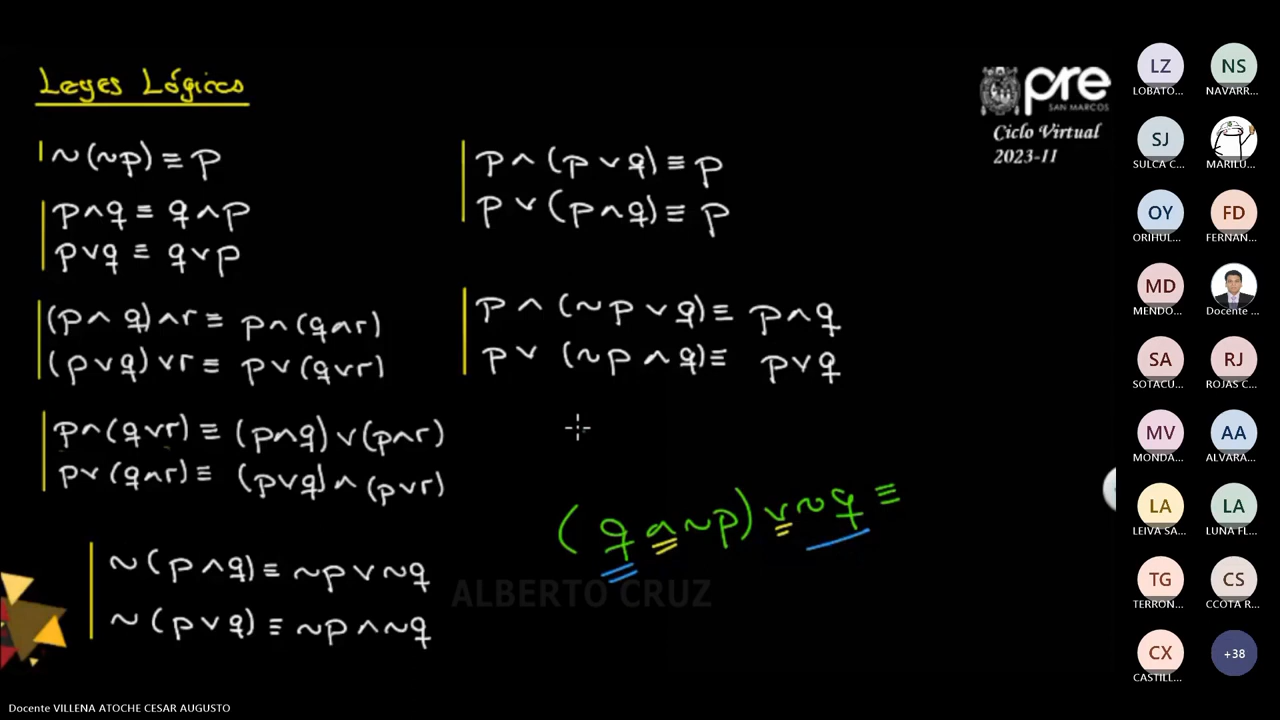 Leyes Lógicas
~(~p) ≡ p
p ∧ q ≡ q ∧ p
p ∨ q ≡ q ∨ p
(p ∧ q) ∧ r ≡ p ∧ (q ∧ r)
(p ∨ q) ∨ r ≡ p ∨ (q ∨ r)
p ∧ (q ∨ r) ≡ (p ∧ q) ∨ (p ∧ r)
p ∨ (q ∧ r) ≡ (p ∨ q) ∧ (p ∨ r)
~(p ∧ q) ≡ ~p ∨ ~q
~(p ∨ q) ≡ ~p ∧ ~q
p ∧ (p ∨ q) ≡ p
p ∨ (p ∧ q) ≡ p
p ∧ (~p ∨ q) ≡ p ∧ q
p ∨ (~p ∧ q) ≡ p ∨ q
(q ∧ ~p) ∨ ~q ≡
ALBERTO CRUZ
pre
SAN MARCOS
Ciclo Virtual
2023-II
LZ NS
LOBATO... NAVARR...
SJ
SULCA C... MARILU...
OY FD
ORIHUL... FERNAN...
MD
MENDO... Docente ...
SA RJ
SOTACU... ROJAS C...
MV AA
MONDA... ALVARA...
LA LA
LEIVA SA... LUNA FL...
TG CS
TERRON... CCOTA R...
CX +38
CASTILL...
Docente VILLENA ATOCHE CESAR AUGUSTO